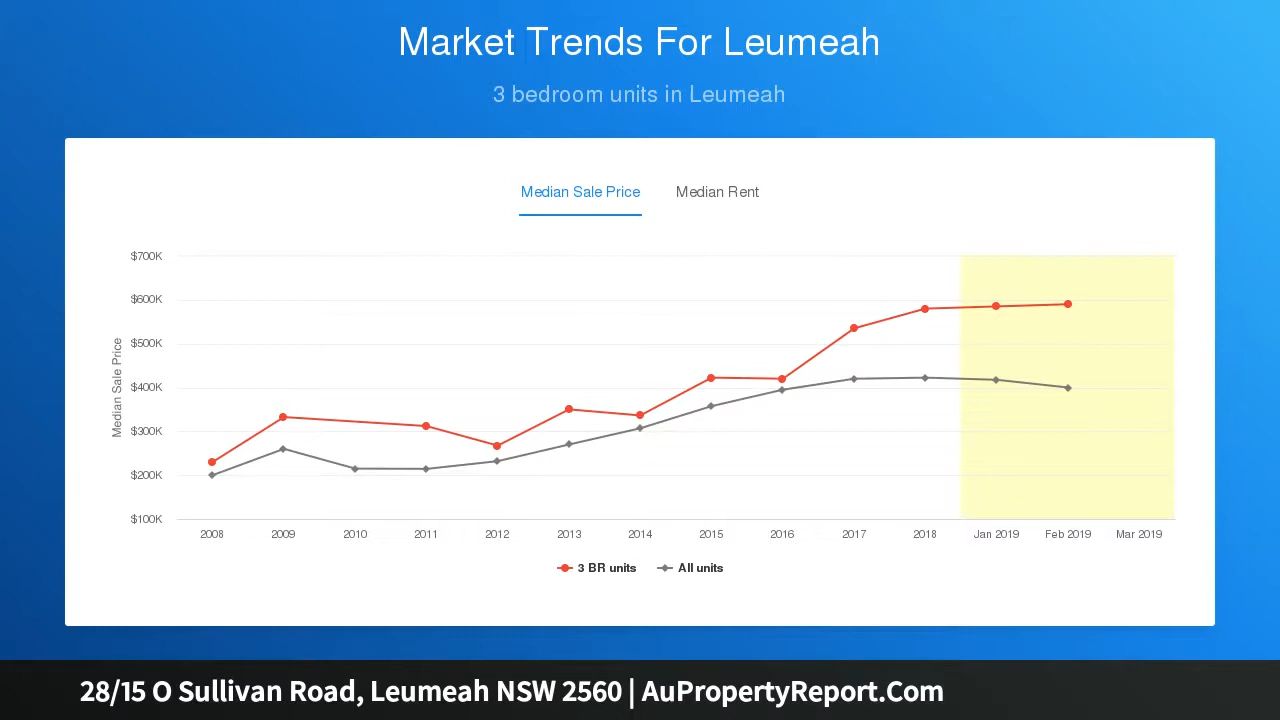 Market Trends For Leumeah
3 bedroom units in Leumeah
Median Sale Price Median Rent
Median Sale Price
$700K
$600K
$500K
$400K
$300K
$200K
$100K
2008 2009 2010 2011 2012 2013 2014 2015 2016 2017 2018 Jan 2019 Feb 2019 Mar 2019
3 BR units All units
28/15 O Sullivan Road, Leumeah NSW 2560 | AuPropertyReport.Com